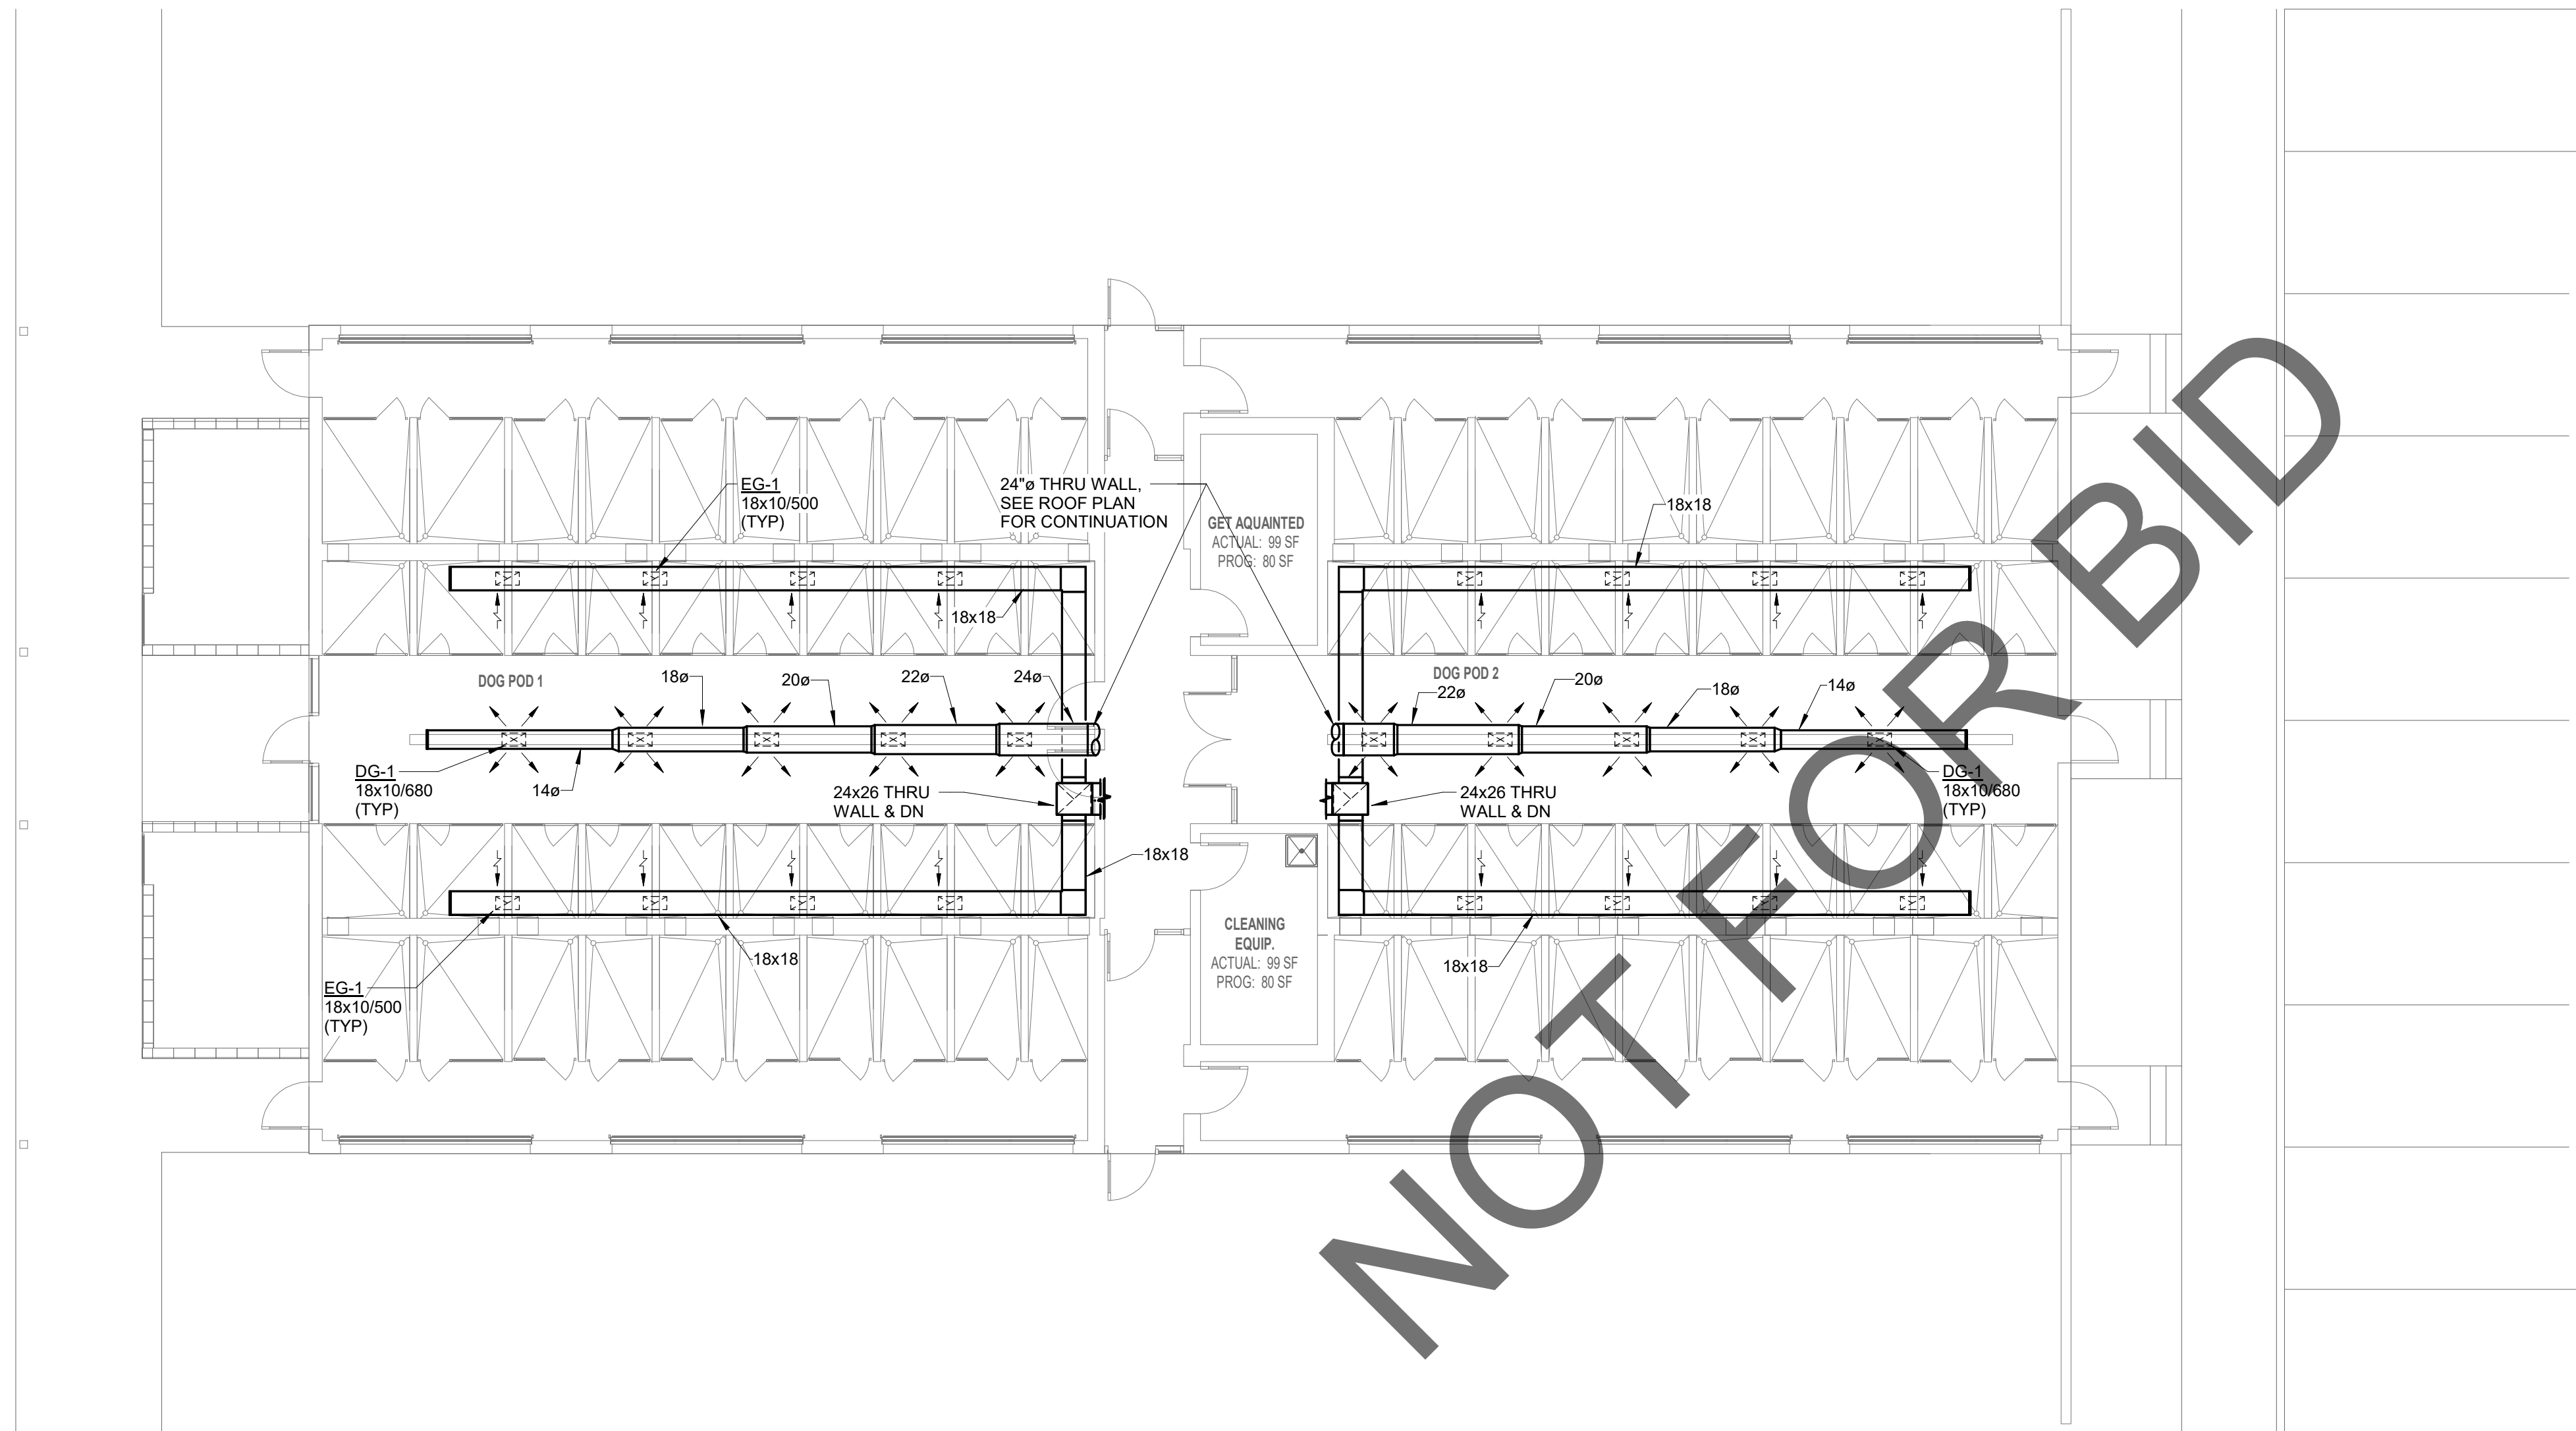 EG-1
18x10/500
(TYP)
24"ø THRU WALL,
SEE ROOF PLAN
FOR CONTINUATION
18x18
GET AQUAINTED
ACTUAL: 99 SF
PROG: 80 SF
18x18
DOG POD 1
18ø
20ø
22ø
24ø
DOG POD 2
22ø
20ø
18ø
14ø
X
X
X
X
X
X
X
X
X
X
DG-1
18x10/680
(TYP)
14ø
24x26 THRU
WALL & DN
24x26 THRU
WALL & DN
DG-1
18x10/680
(TYP)
18x18
18x18
EG-1
18x10/500
(TYP)
CLEANING
EQUIP.
ACTUAL: 99 SF
PROG: 80 SF
18x18
NOT FOR BID